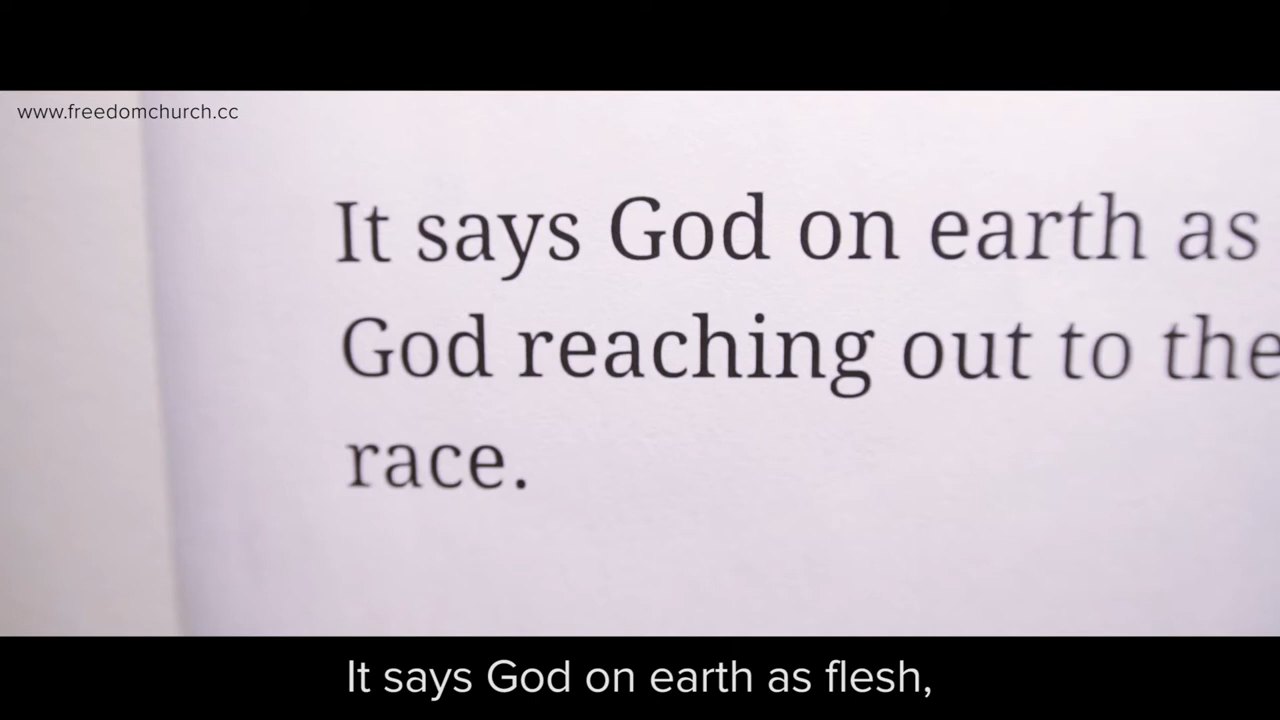 www.freedomchurch.cc
It says God on earth as
God reaching out to the
race.
It says God on earth as flesh,